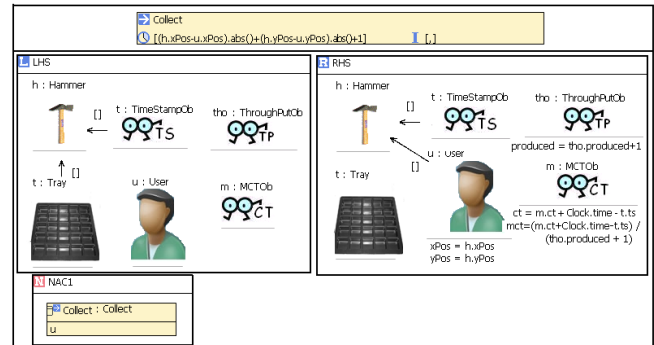 Collect
[(h.xPos-u.xPos).abs()+(h.yPos-u.yPos).abs()+1] I [,]
L LHS
h : Hammer
[]
t : TimeStampOb
TS
tho : ThroughPutOb
TP
[]
t : Tray
u : User
m : MCTOb
CT
R RHS
h : Hammer
[]
t : TimeStampOb
TS
tho : ThroughPutOb
TP
produced = tho.produced+1
[]
u : User
t : Tray
m : MCTOb
CT
ct = m.ct + Clock.time - t.ts
mct=(m.ct+Clock.time-t.ts) /
(tho.produced + 1)
xPos = h.xPos
yPos = h.yPos
N NAC1
Collect : Collect
u